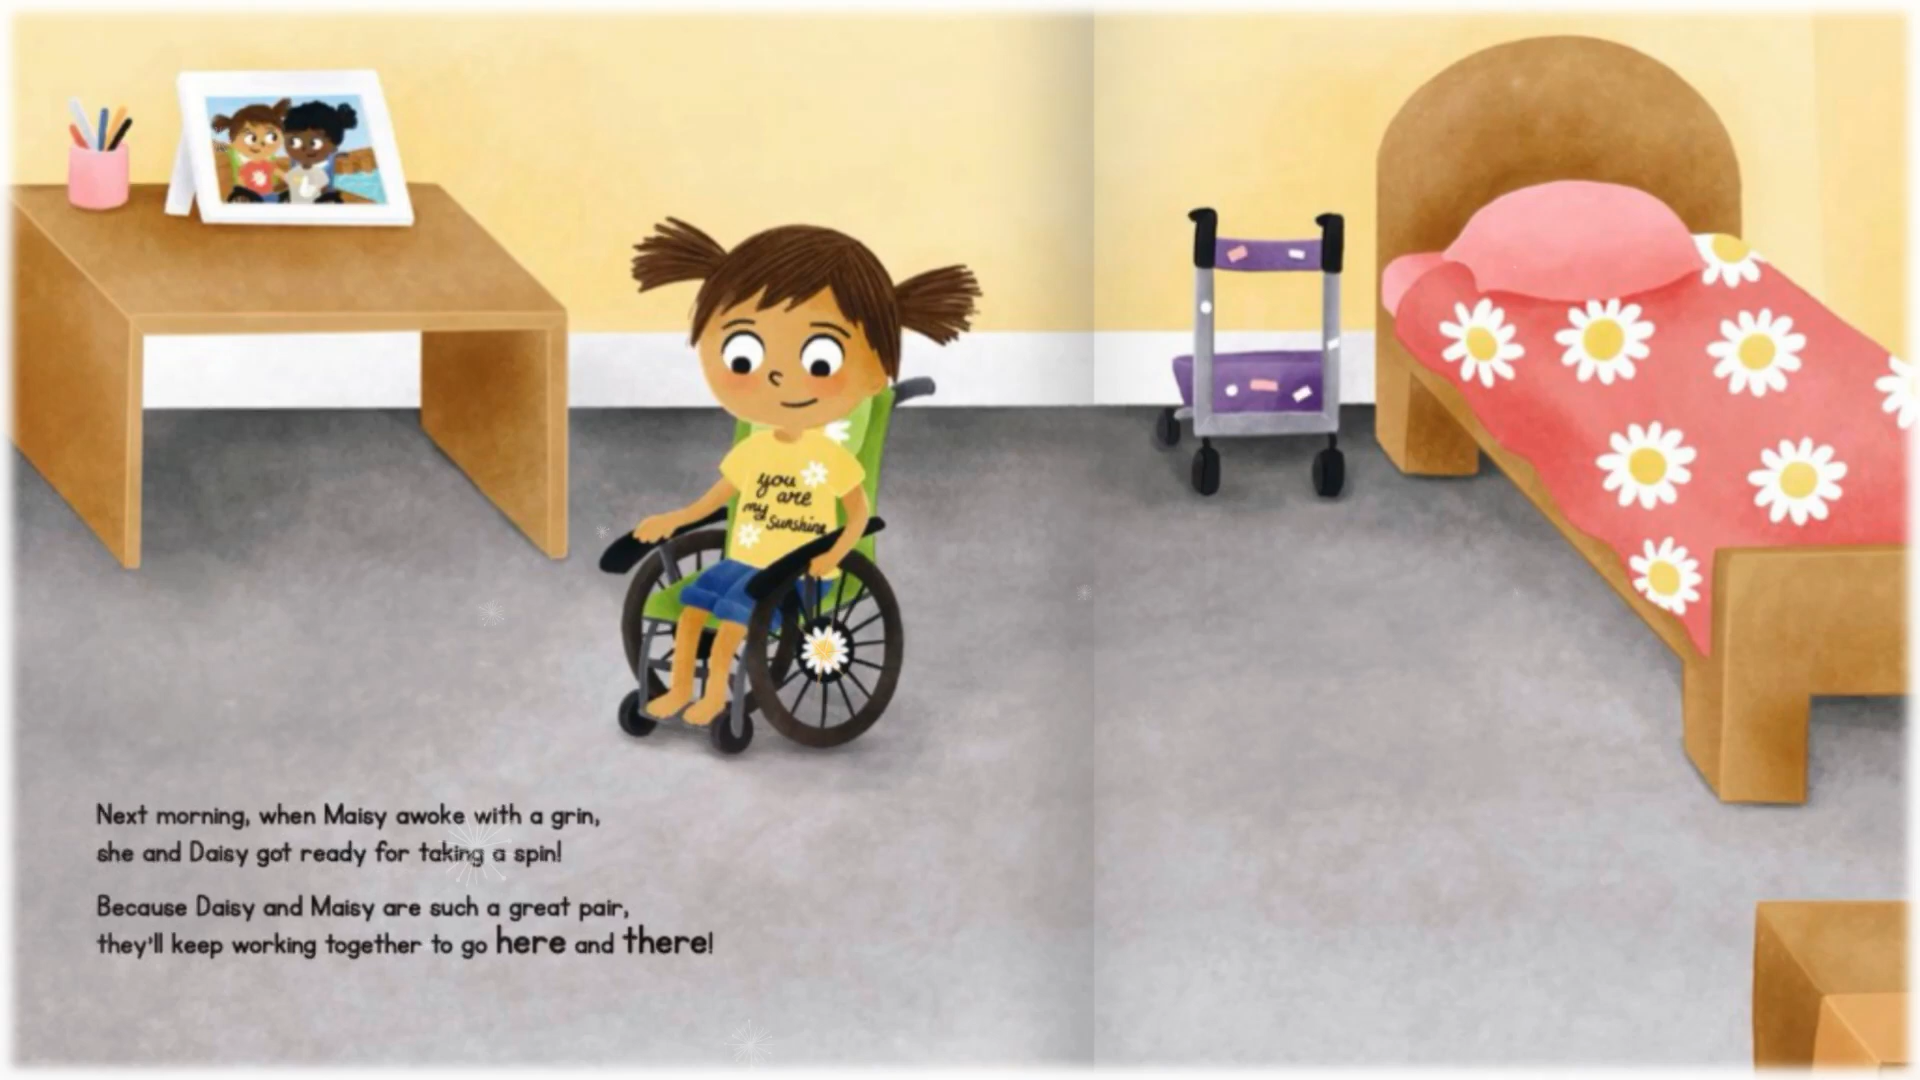 you
are
my
sunshine
Next morning, when Maisy awoke with a grin,
she and Daisy got ready for taking a spin!
Because Daisy and Maisy are such a great pair,
they'll keep working together to go here and there!